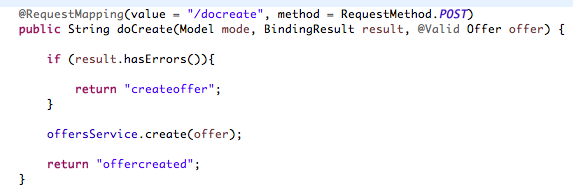 @RequestMapping(value = "/docreate", method = RequestMethod.POST)
public String doCreate(Model mode, BindingResult result, @Valid Offer offer) {
if (result.hasErrors()){
return "createoffer";
}
offersService.create(offer);
return "offercreated";
}